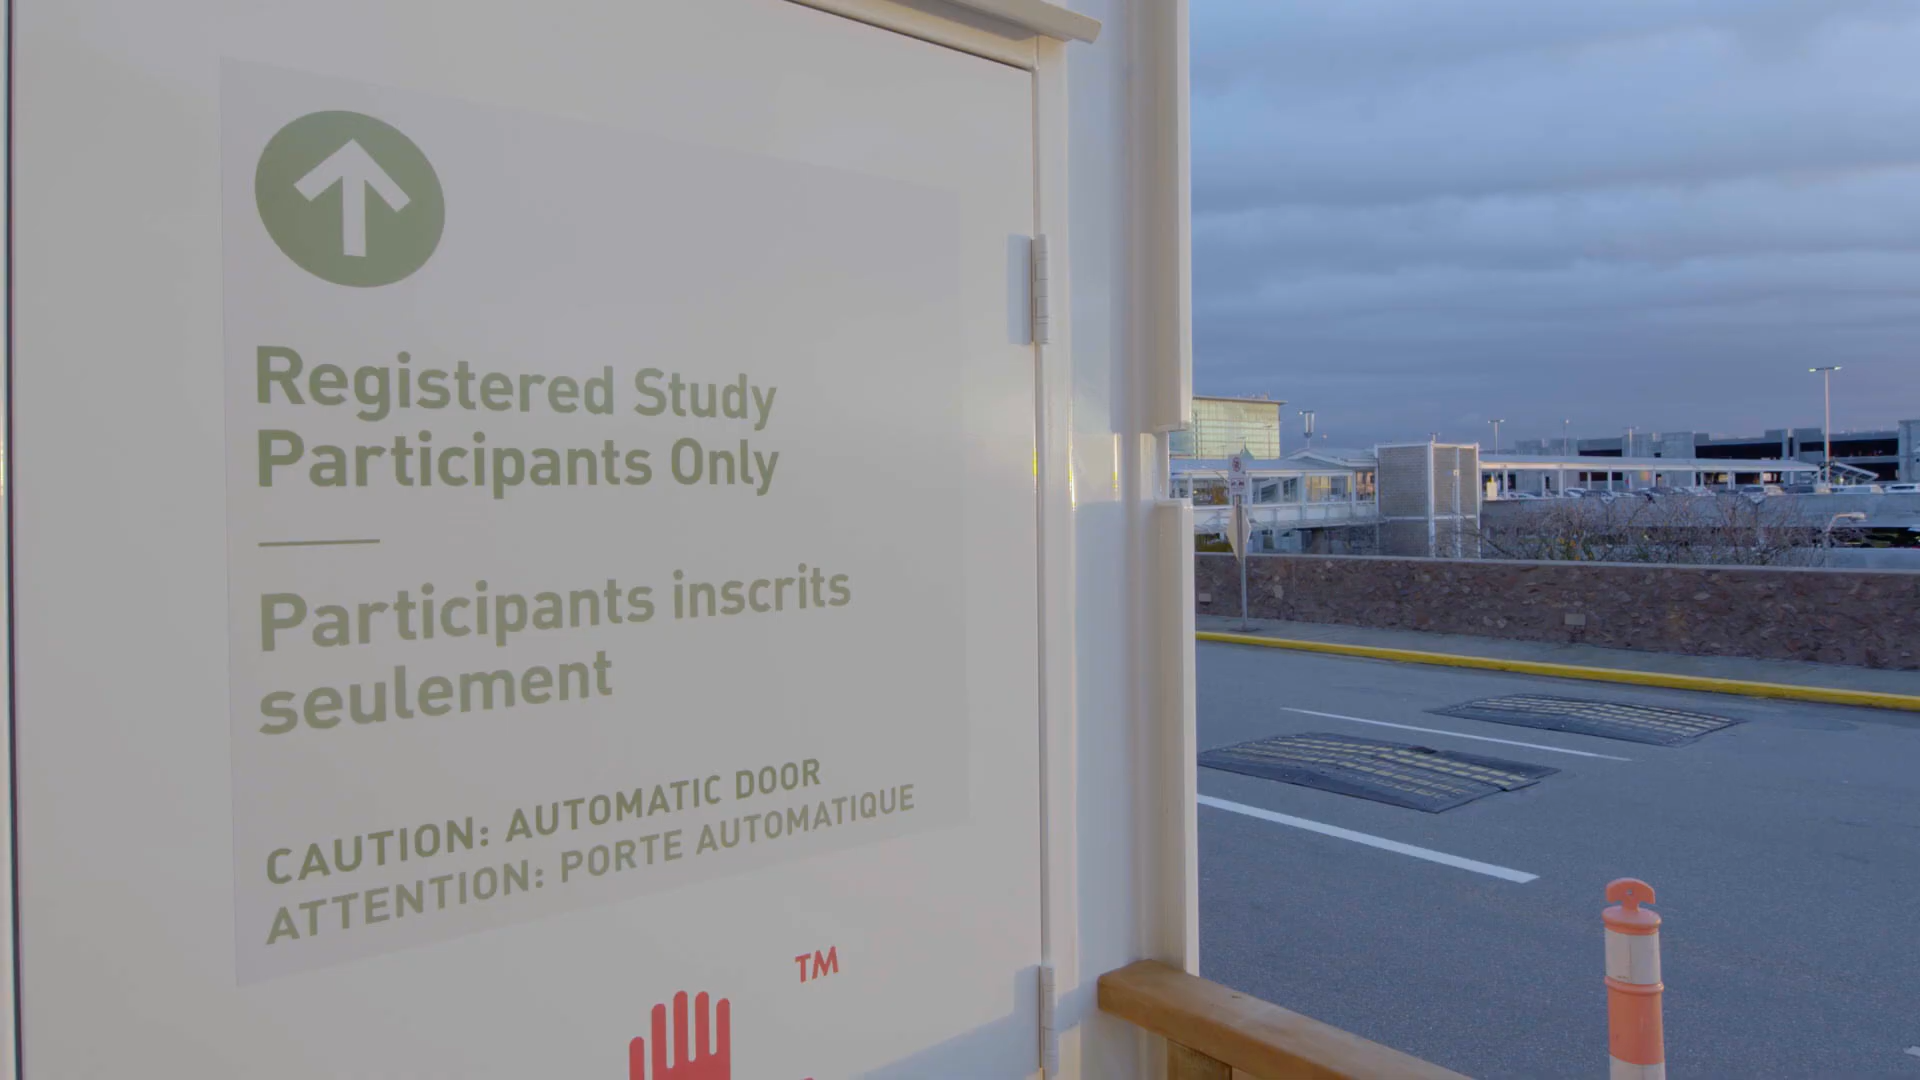 Registered Study
Participants Only
Participants inscrits
seulement
CAUTION: AUTOMATIC DOOR
ATTENTION: PORTE AUTOMATIQUE
TM